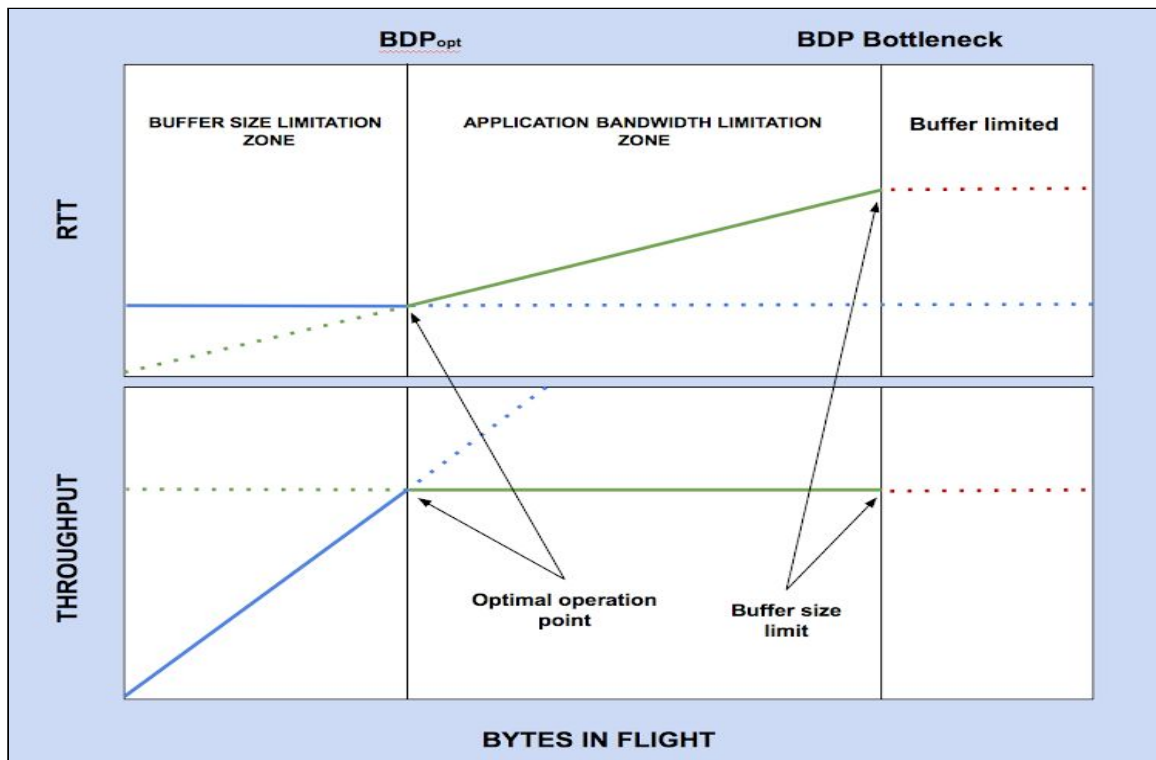 BDPopt
BDP Bottleneck
BUFFER SIZE LIMITATION
ZONE
APPLICATION BANDWIDTH LIMITATION
ZONE
Buffer limited
RTT
THROUGHPUT
Optimal operation
point
Buffer size
limit
BYTES IN FLIGHT